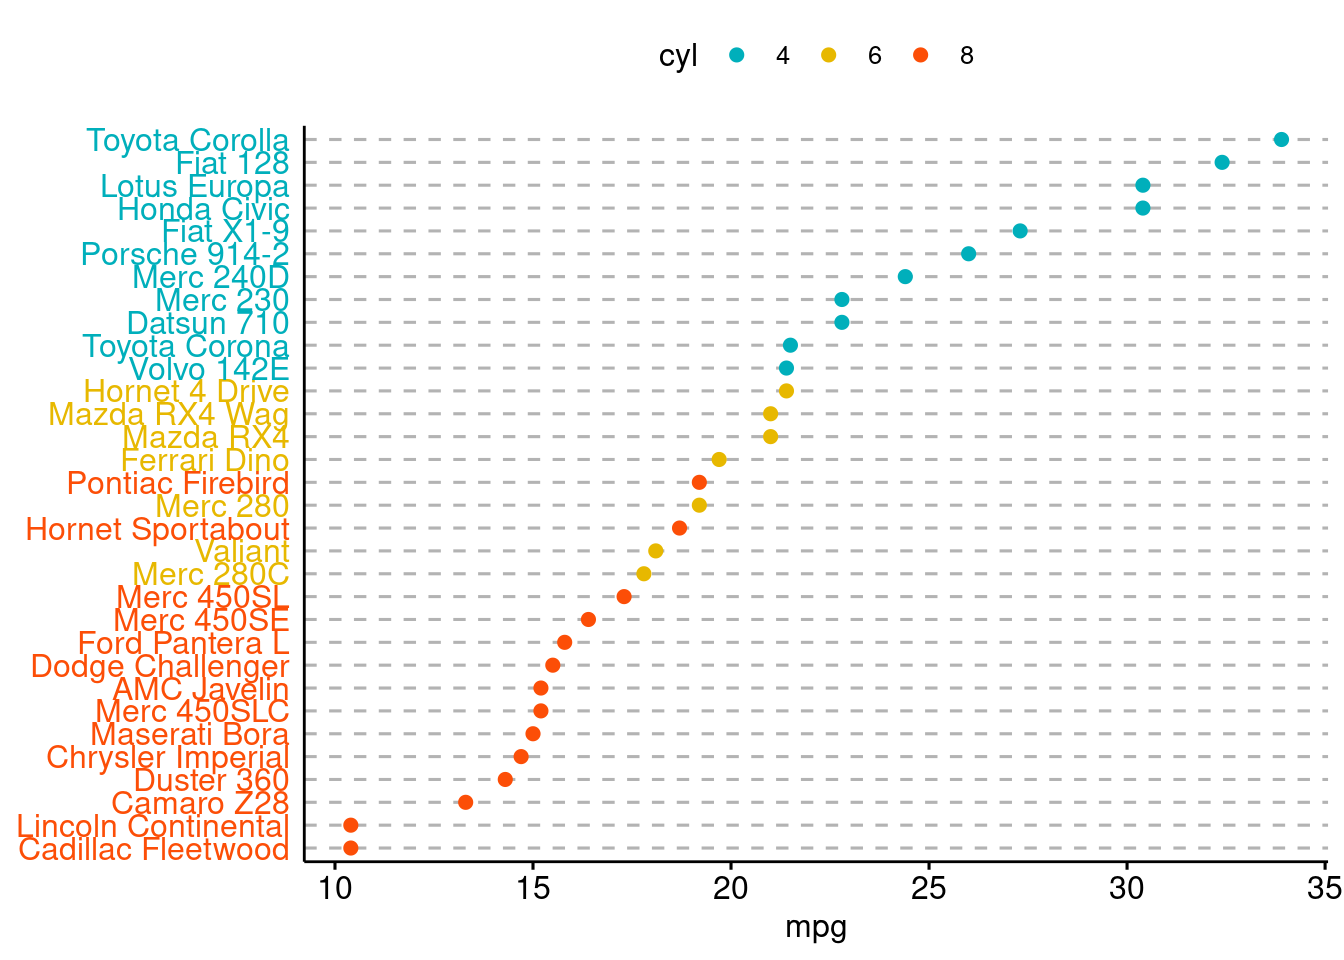 cyl 4 6 8
Toyota Corolla
Fiat 128
Lotus Europa
Honda Civic
Fiat X1-9
Porsche 914-2
Merc 240D
Merc 230
Datsun 710
Toyota Corona
Volvo 142E
Hornet 4 Drive
Mazda RX4 Wag
Mazda RX4
Ferrari Dino
Pontiac Firebird
Merc 280
Hornet Sportabout
Valiant
Merc 280C
Merc 450SL
Merc 450SE
Ford Pantera L
Dodge Challenger
AMC Javelin
Merc 450SLC
Maserati Bora
Chrysler Imperial
Duster 360
Camaro Z28
Lincoln Continental
Cadillac Fleetwood
10 15 20 25 30 35
mpg